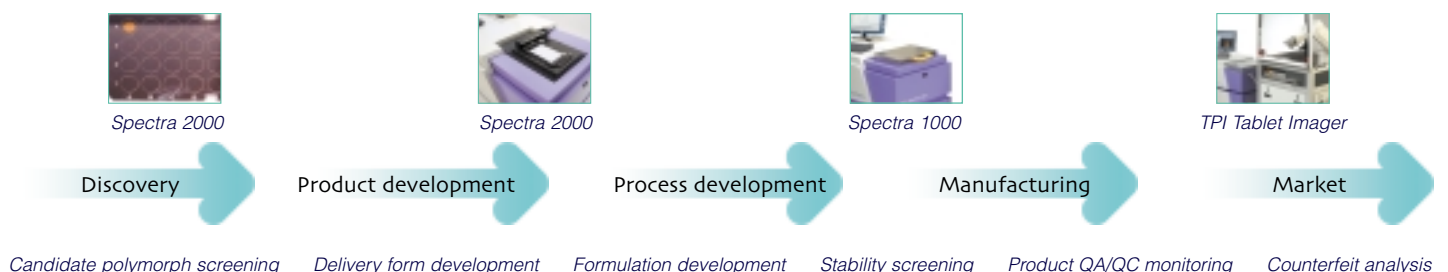 Spectra 2000
Spectra 2000
Spectra 1000
TPI Tablet Imager
Discovery
Product development
Process development
Manufacturing
Market
Candidate polymorph screening
Delivery form development
Formulation development
Stability screening
Product QA/QC monitoring
Counterfeit analysis